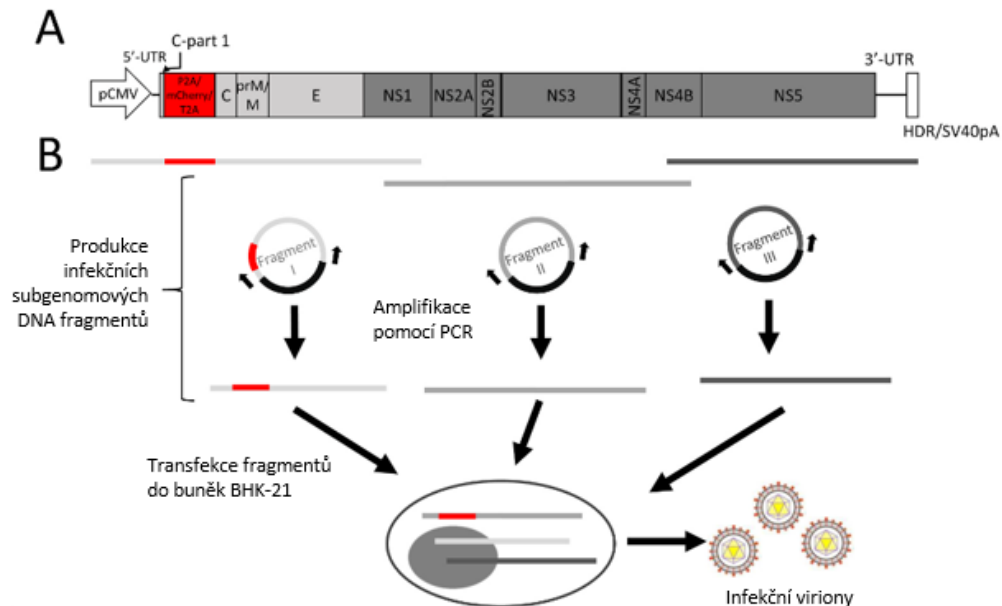 A
C-part 1
5′-UTR
3′-UTR
pCMV
P2A/
mCherry/
T2A
C
prM/
M
E
NS1
NS2A
NS2B
NS3
NS4A
NS4B
NS5
HDR/SV40pA
B
Produkce
infekčních
subgenomových
DNA fragmentů
Fragment
I
Fragment
II
Fragment
III
Amplifikace
pomocí PCR
Transfekce fragmentů
do buněk BHK-21
Infekční viriony